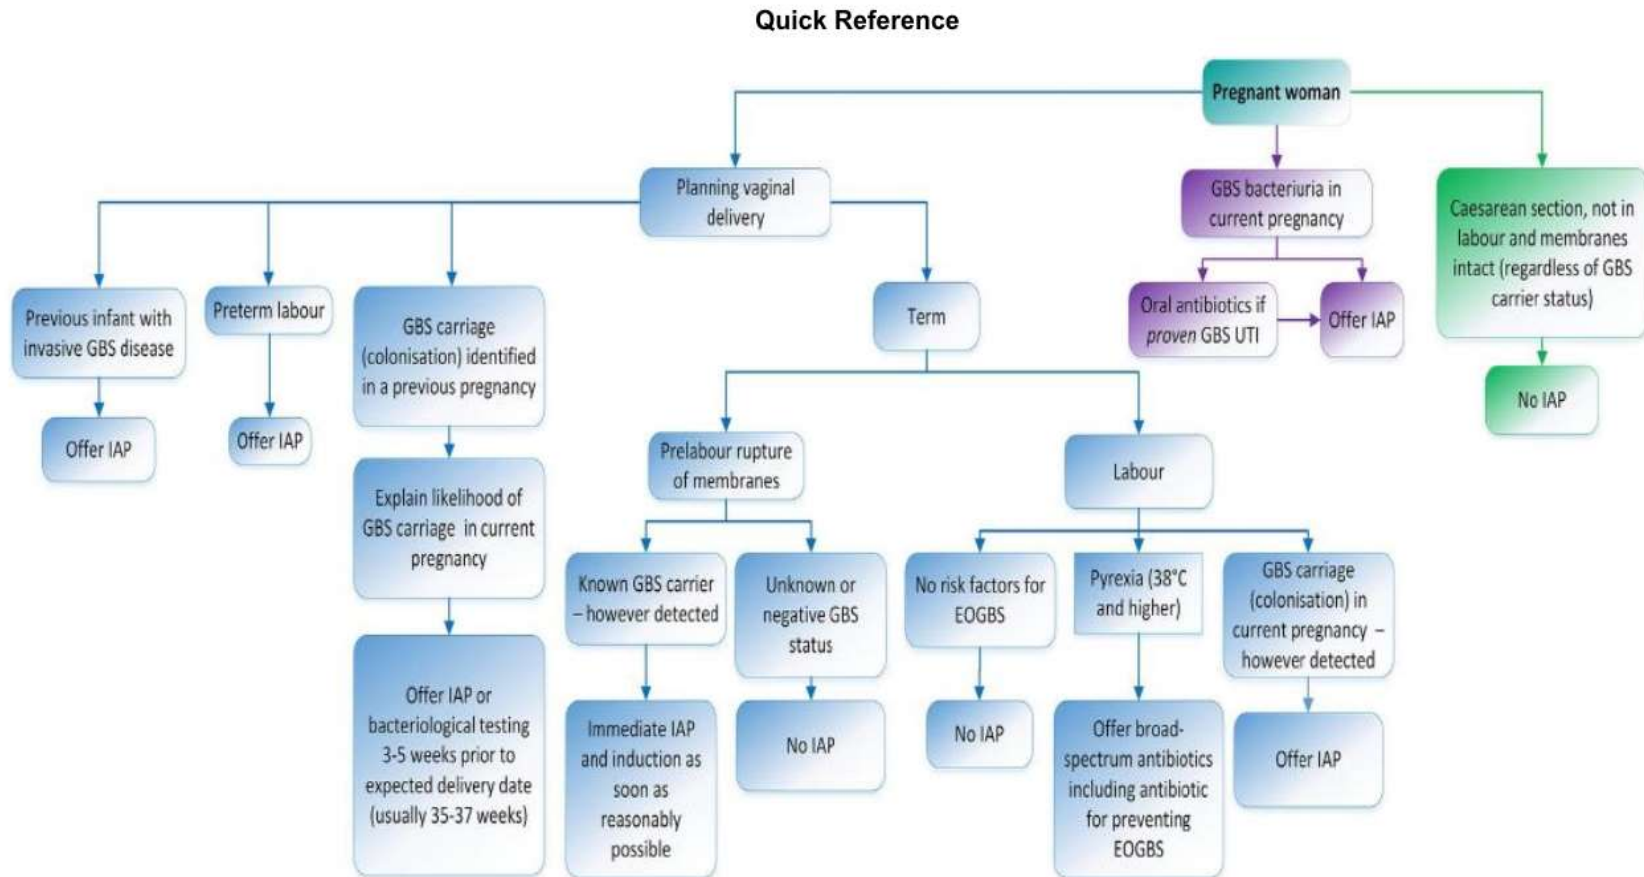 Quick Reference
Pregnant woman
Planning vaginal
delivery
GBS bacteriuria in
current pregnancy
Caesarean section, not in
labour and membranes
intact (regardless of GBS
carrier status)
Previous infant with
invasive GBS disease
Preterm labour
GBS carriage
(colonisation) identified
in a previous pregnancy
Term
Oral antibiotics if
proven GBS UTI
Offer IAP
No IAP
Offer IAP
Offer IAP
Explain likelihood of
GBS carriage in current
pregnancy
Prelabour rupture
of membranes
Labour
Known GBS carrier
– however detected
Unknown or
negative GBS
status
No risk factors for
EOGBS
Pyrexia (38°C
and higher)
GBS carriage
(colonisation) in
current pregnancy –
however detected
Offer IAP or
bacteriological testing
3-5 weeks prior to
expected delivery date
(usually 35-37 weeks)
Immediate IAP
and induction as
soon as
reasonably
possible
No IAP
No IAP
Offer broad-
spectrum antibiotics
including antibiotic
for preventing
EOGBS
Offer IAP